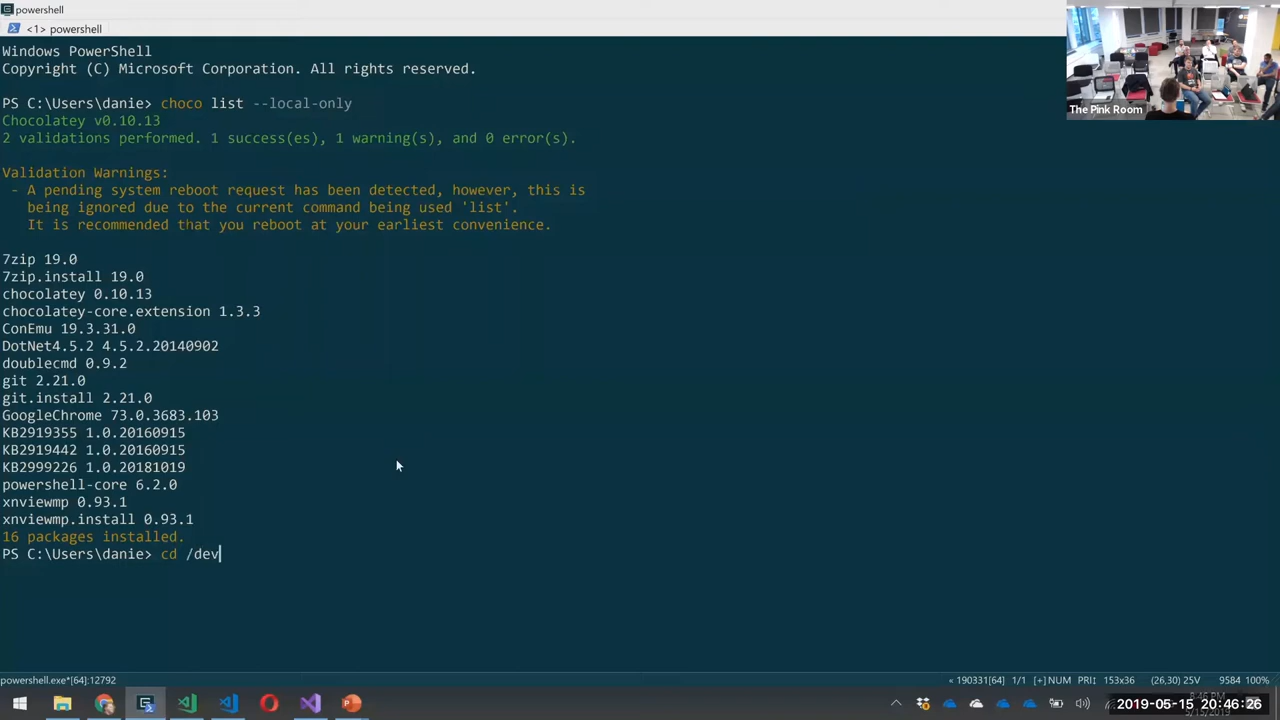 powershell
<1> powershell
Windows PowerShell
Copyright (C) Microsoft Corporation. All rights reserved.
PS C:\Users\danie> choco list --local-only
Chocolatey v0.10.13
2 validations performed. 1 success(es), 1 warning(s), and 0 error(s).
Validation Warnings:
- A pending system reboot request has been detected, however, this is
being ignored due to the current command being used 'list'.
It is recommended that you reboot at your earliest convenience.
7zip 19.0
7zip.install 19.0
chocolatey 0.10.13
chocolatey-core.extension 1.3.3
ConEmu 19.3.31.0
DotNet4.5.2 4.5.2.20140902
doublecmd 0.9.2
git 2.21.0
git.install 2.21.0
GoogleChrome 73.0.3683.103
KB2919355 1.0.20160915
KB2919442 1.0.20160915
KB2999226 1.0.20181019
powershell-core 6.2.0
xnviewmp 0.93.1
xnviewmp.install 0.93.1
16 packages installed.
PS C:\Users\danie> cd /dev
The Pink Room
powershell.exe*[64]:12792
« 190331[64] 1/1 [+] NUM PRI↕ 153x36 (26,30) 25V 9584 100%
8:46 PM
2019-05-15 20:46:26
5/15/2019